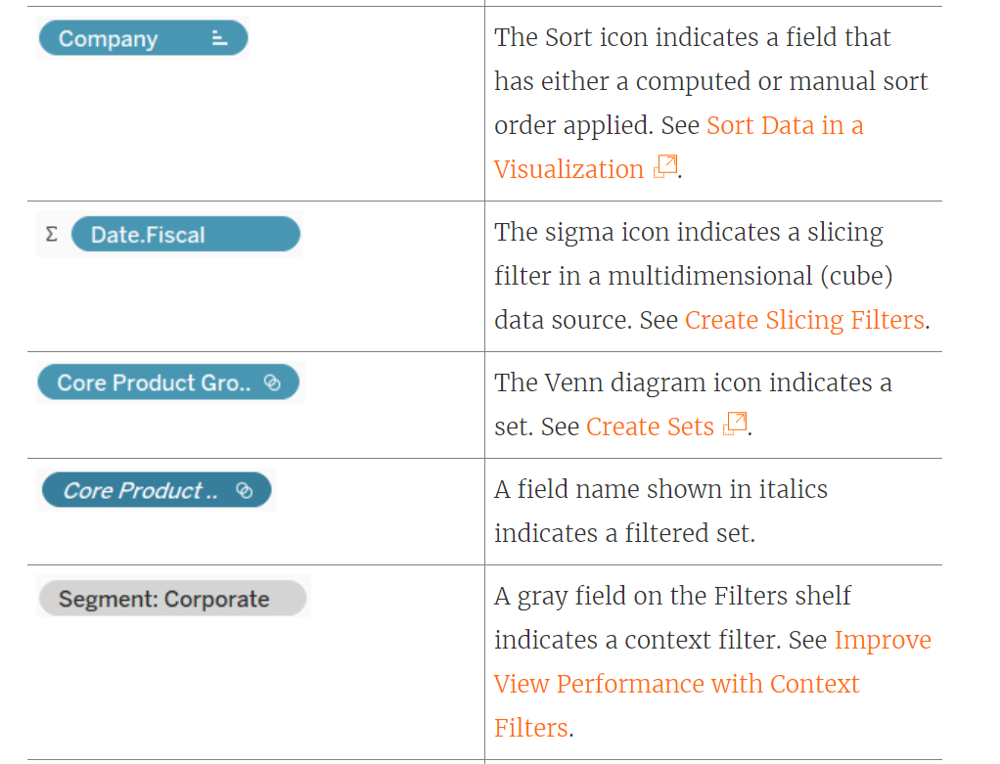 Company
The Sort icon indicates a field that
has either a computed or manual sort
order applied. See Sort Data in a
Visualization.
Σ Date.Fiscal
The sigma icon indicates a slicing
filter in a multidimensional (cube)
data source. See Create Slicing Filters.
Core Product Gro..
The Venn diagram icon indicates a
set. See Create Sets.
Core Product ..
A field name shown in italics
indicates a filtered set.
Segment: Corporate
A gray field on the Filters shelf
indicates a context filter. See Improve
View Performance with Context
Filters.